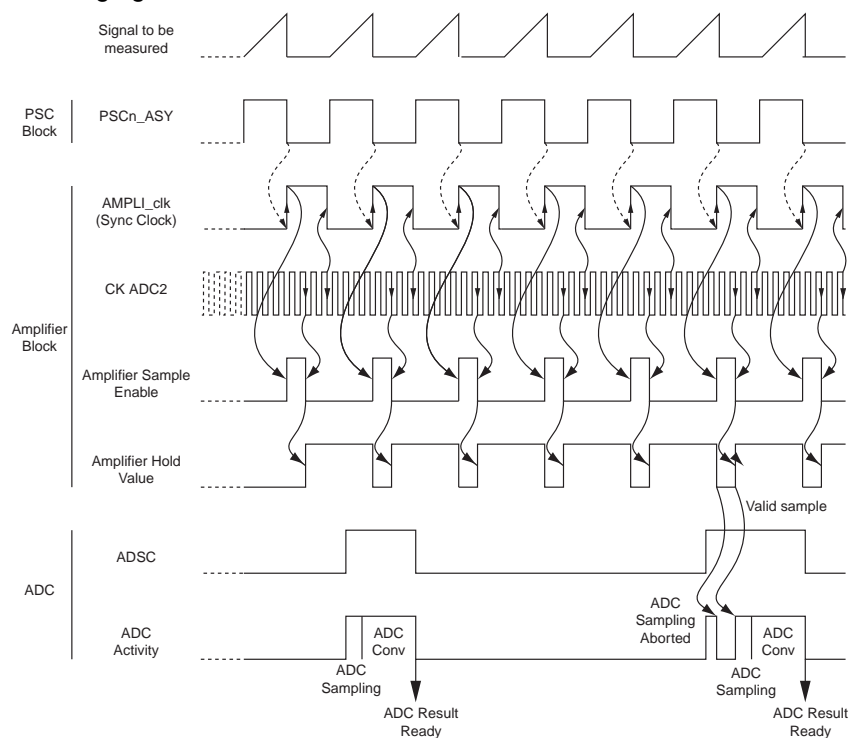 Signal to be
measured
PSC
Block
PSCn_ASY
AMPLI_clk
(Sync Clock)
CK ADC2
Amplifier
Block
Amplifier Sample
Enable
Amplifier Hold
Value
Valid sample
ADSC
ADC
ADC
Activity
ADC
Conv
ADC
Sampling
ADC Result
Ready
ADC
Sampling
Aborted
ADC
Conv
ADC
Sampling
ADC Result
Ready